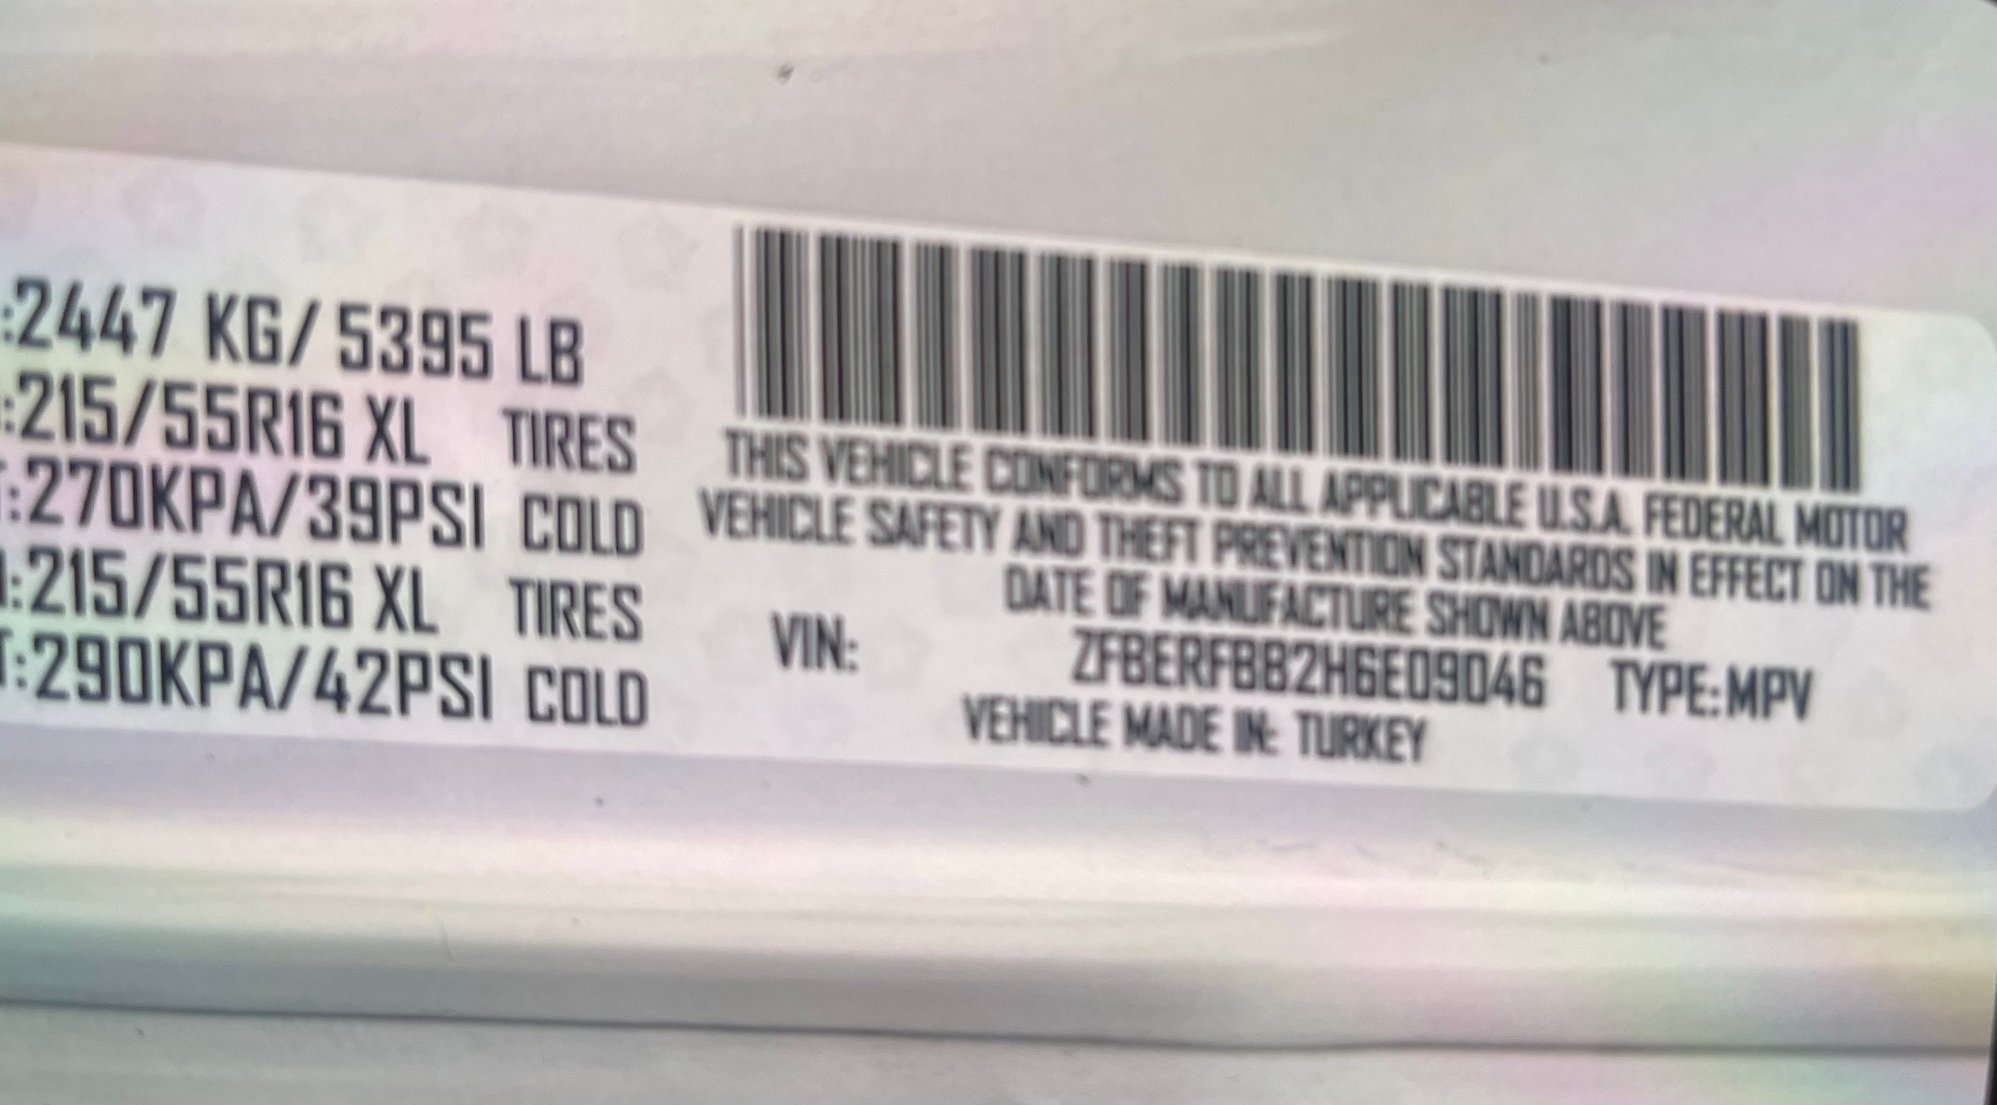 :2447 KG/ 5395 LB
:215/55R16 XL TIRES
:270KPA/39PSI COLD
:215/55R16 XL TIRES
T:290KPA/42PSI COLD
THIS VEHICLE CONFORMS TO ALL APPLICABLE U.S.A. FEDERAL MOTOR
VEHICLE SAFETY AND THEFT PREVENTION STANDARDS IN EFFECT ON THE
DATE OF MANUFACTURE SHOWN ABOVE
VIN: ZFBERFBB2H6E09046 TYPE:MPV
VEHICLE MADE IN: TURKEY